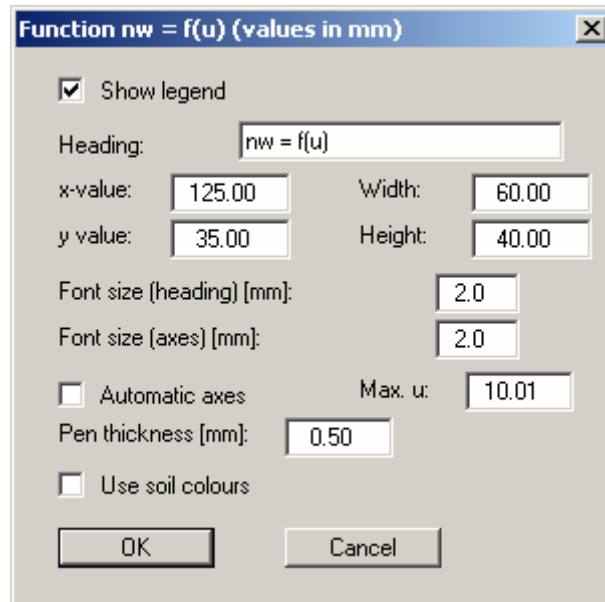 Function nw = f(u) (values in mm)
Show legend
Heading: nw = f(u)
x-value: 125.00 Width: 60.00
y value: 35.00 Height: 40.00
Font size (heading) [mm]: 2.0
Font size (axes) [mm]: 2.0
Automatic axes Max. u: 10.01
Pen thickness [mm]: 0.50
Use soil colours
OK Cancel